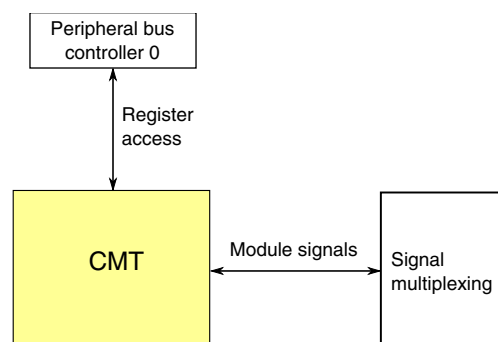 Peripheral bus
controller 0
Register
access
CMT
Module signals
Signal
multiplexing